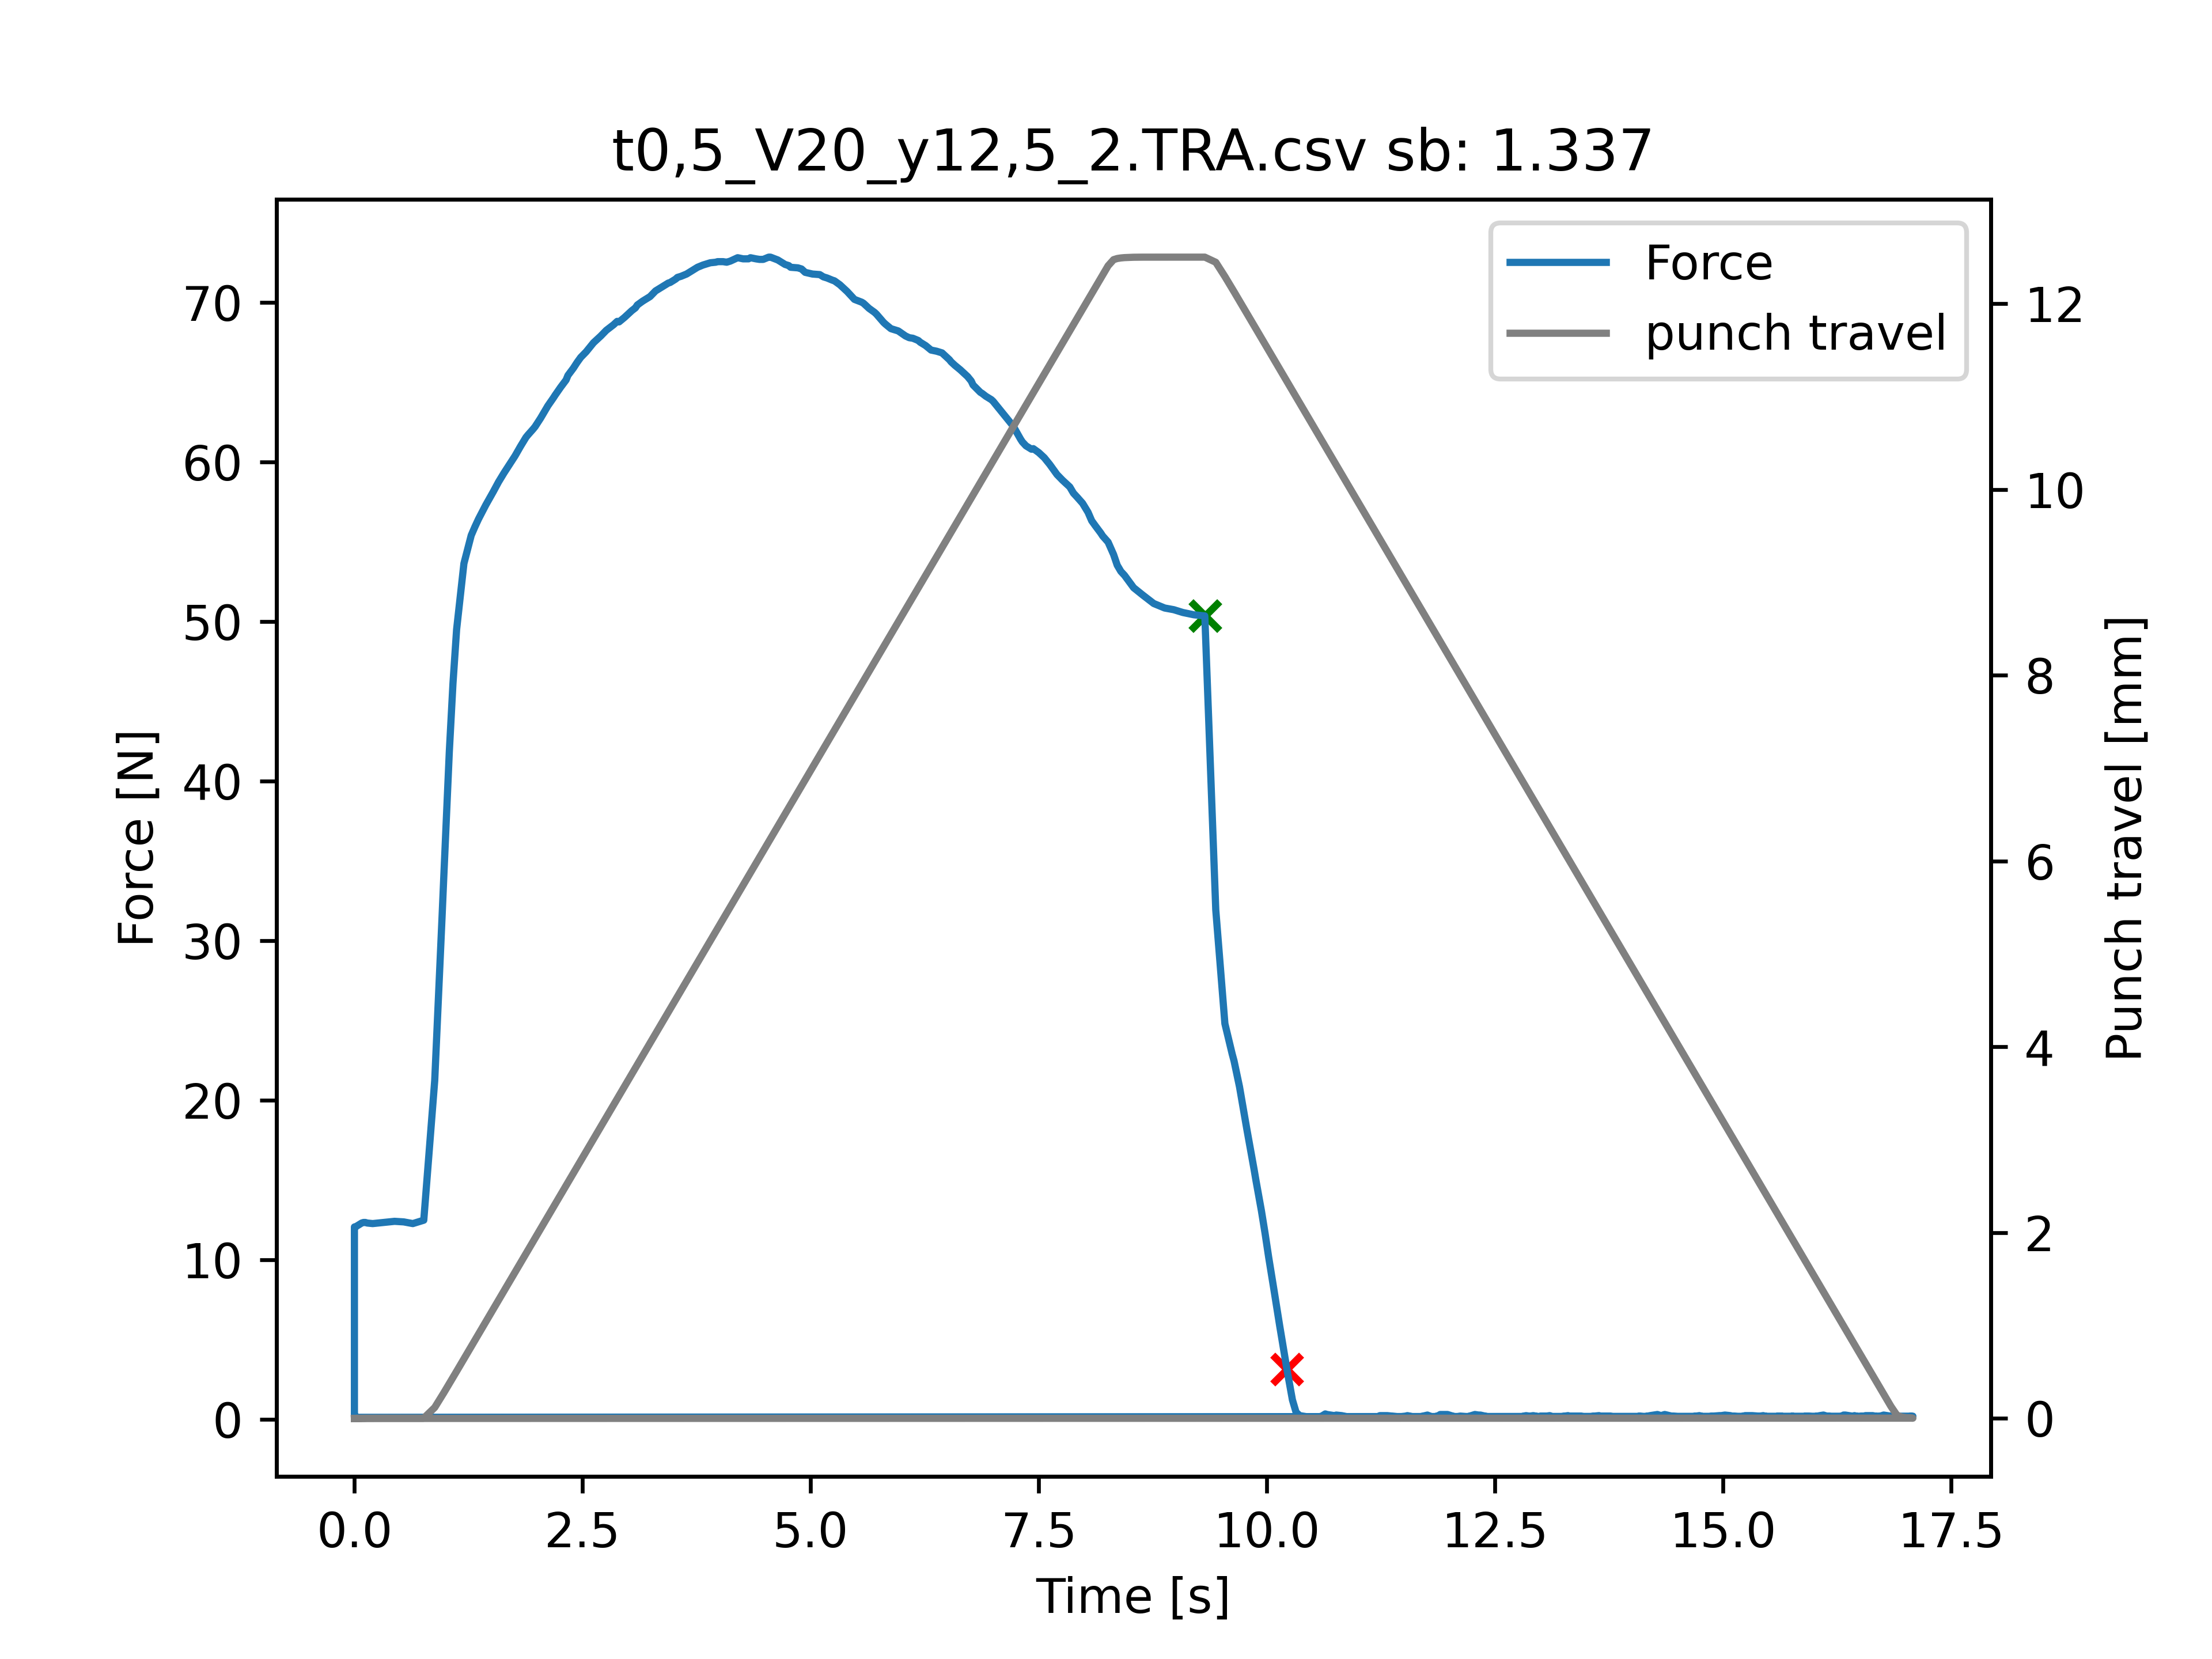 t0,5_V20_y12,5_2.TRA.csv sb: 1.337
Force
punch travel
70
60
50
40
30
20
10
0
Force [N]
12
10
8
6
4
2
0
Punch travel [mm]
0.0 2.5 5.0 7.5 10.0 12.5 15.0 17.5
Time [s]